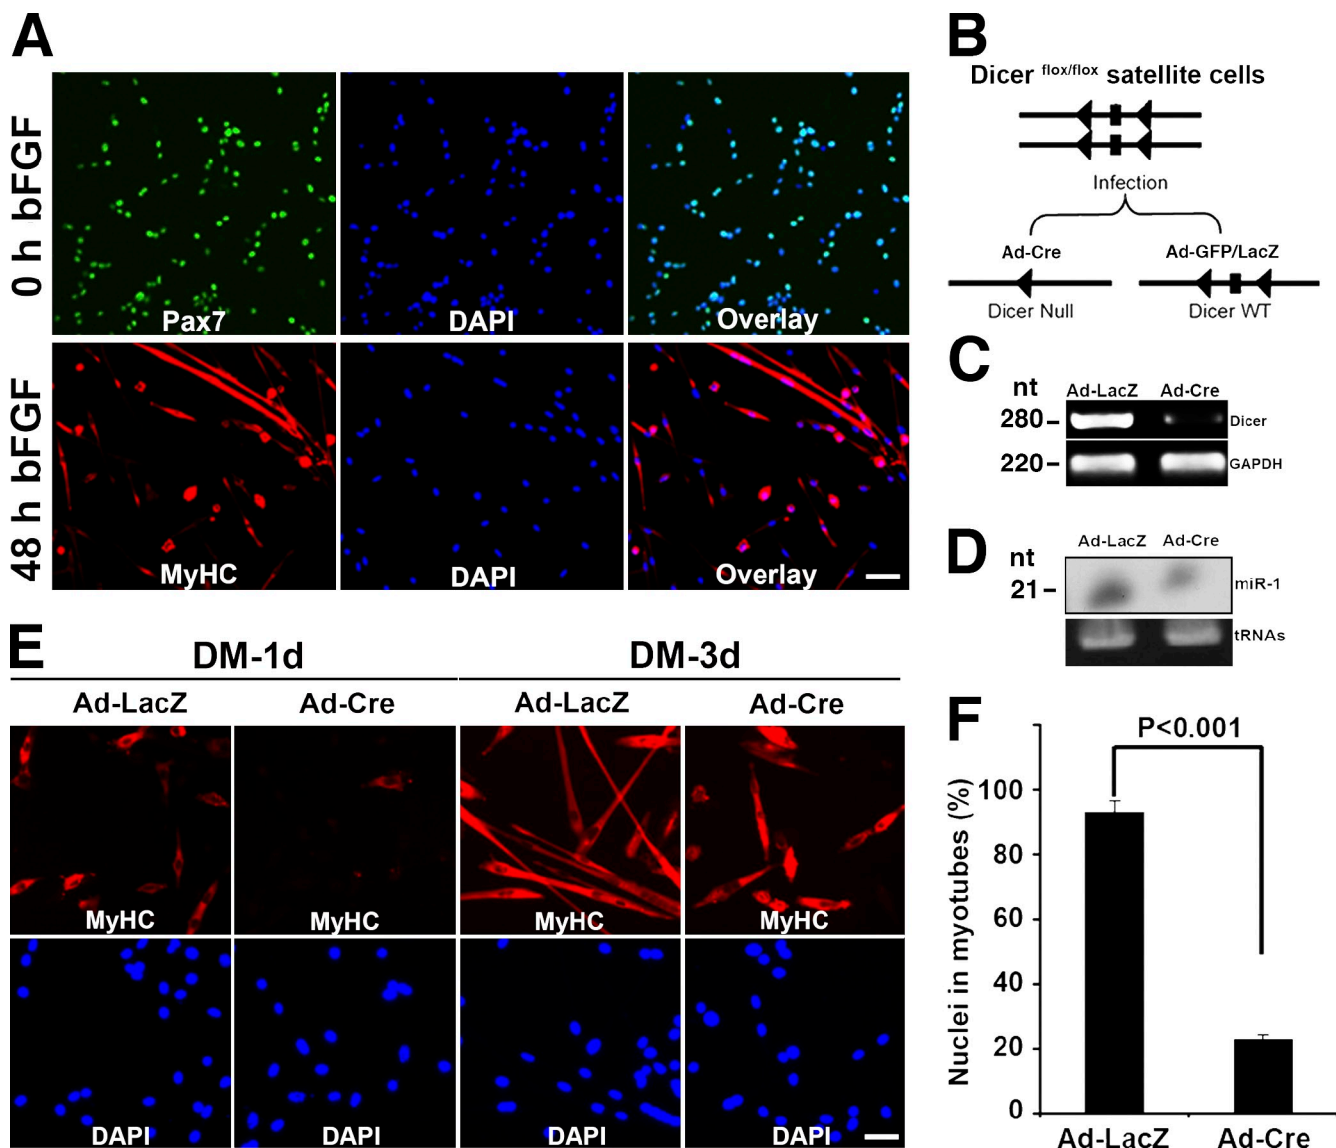 A
0 h bFGF
Pax7
DAPI
Overlay
48 h bFGF
MyHC
DAPI
Overlay
B
Dicer flox/flox satellite cells
Infection
Ad-Cre
Ad-GFP/LacZ
Dicer Null
Dicer WT
C
nt
Ad-LacZ
Ad-Cre
280
Dicer
220
GAPDH
D
nt
Ad-LacZ
Ad-Cre
21
miR-1
tRNAs
E
DM-1d
DM-3d
Ad-LacZ
Ad-Cre
Ad-LacZ
Ad-Cre
MyHC
MyHC
MyHC
MyHC
DAPI
DAPI
DAPI
DAPI
F
P<0.001
Nuclei in myotubes (%)
100
80
60
40
20
0
Ad-LacZ
Ad-Cre